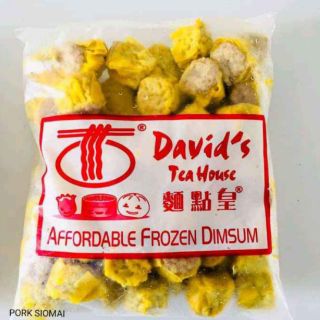 ®
David's
Tea House
麵點皇®
AFFORDABLE FROZEN DIMSUM
PORK SIOMAI